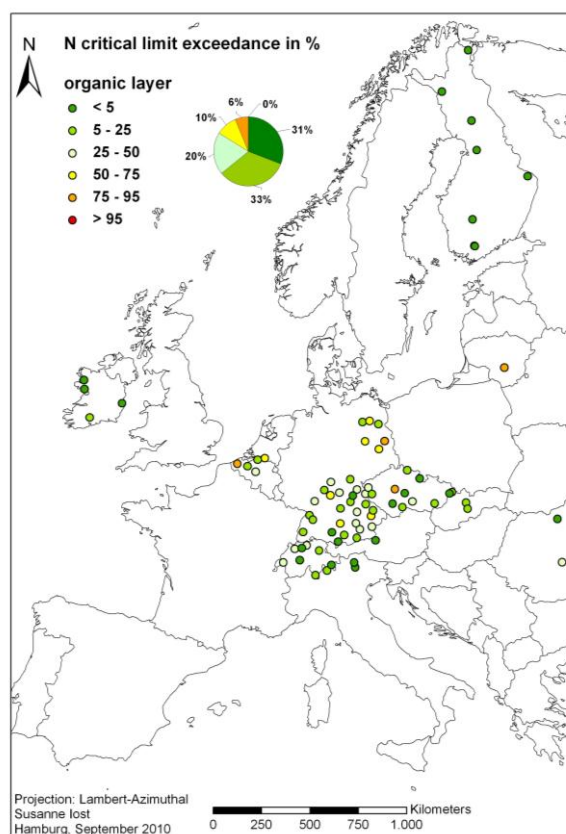 N critical limit exceedance in %
N
organic layer
< 5
5 - 25
25 - 50
50 - 75
75 - 95
> 95
6%
0%
10%
31%
20%
33%
Projection: Lambert-Azimuthal
Susanne Iost
Hamburg, September 2010
Kilometers
0 250 500 750 1.000